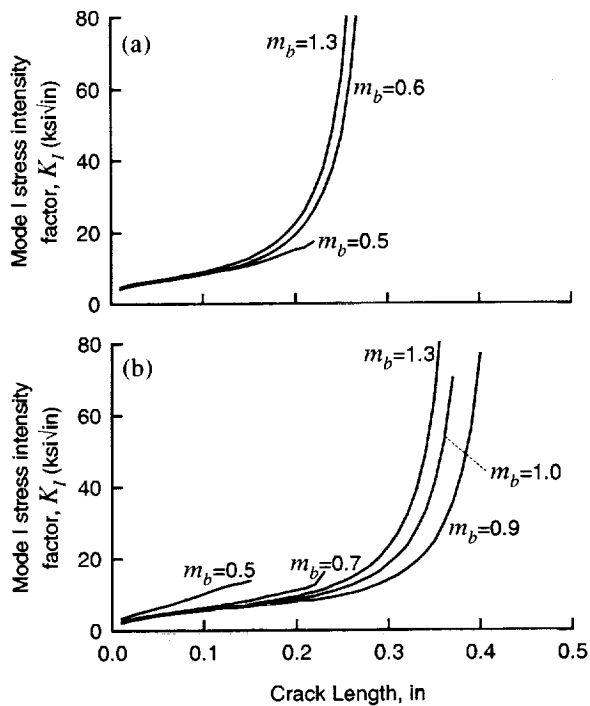 80
60
40
20
0
Mode I stress intensity
factor, K_I (ksi√in)
(a)
m_b=1.3
m_b=0.6
m_b=0.5
80
60
40
20
0
Mode I stress intensity
factor, K_I (ksi√in)
(b)
m_b=1.3
m_b=1.0
m_b=0.9
m_b=0.7
m_b=0.5
0.0 0.1 0.2 0.3 0.4 0.5
Crack Length, in